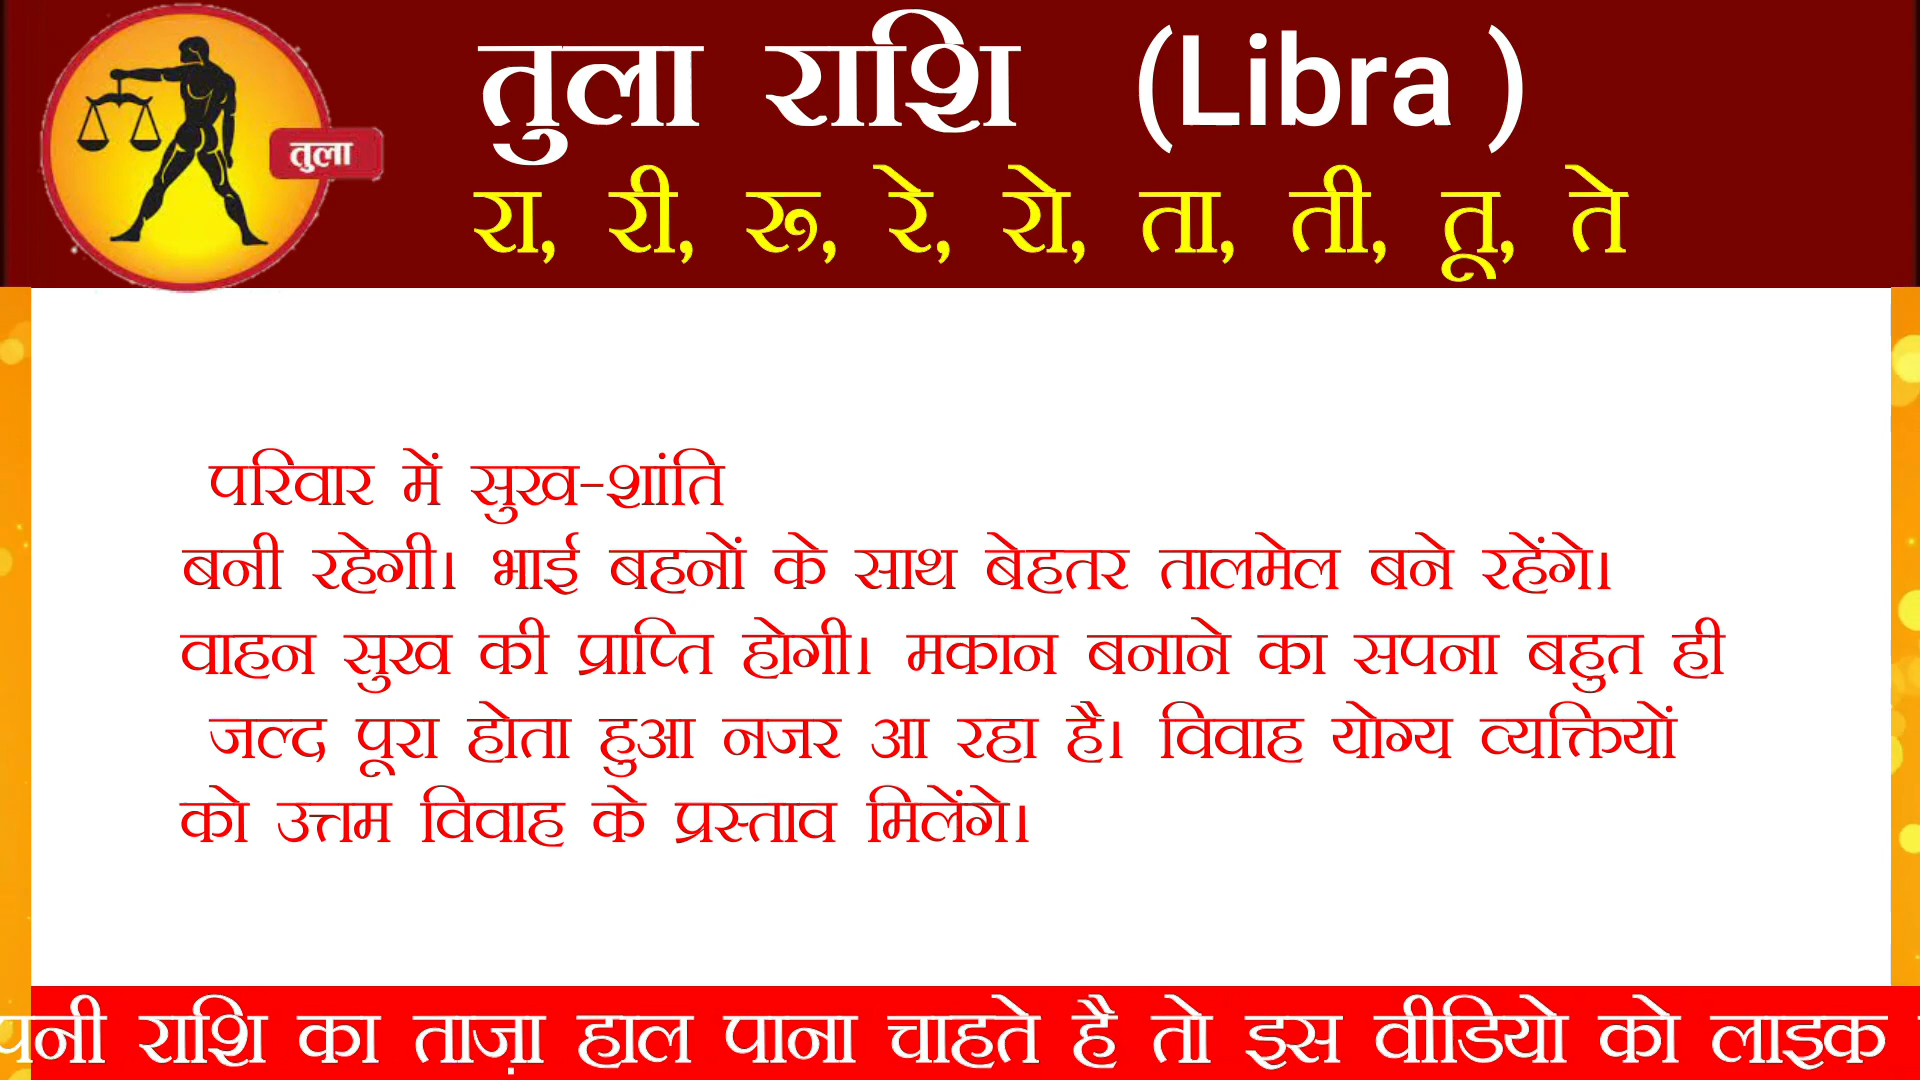 तुला राशि (Libra )
तुला
रा, री, रू, रे, रो, ता, ती, तू, ते
परिवार में सुख-शांति
बनी रहेगी। भाई बहनों के साथ बेहतर तालमेल बने रहेंगे।
वाहन सुख की प्राप्ति होगी। मकान बनाने का सपना बहुत ही
जल्द पूरा होता हुआ नजर आ रहा है। विवाह योग्य व्यक्तियों
को उत्तम विवाह के प्रस्ताव मिलेंगे।
पनी राशि का ताज़ा हाल पाना चाहते है तो इस वीडियो को लाइक